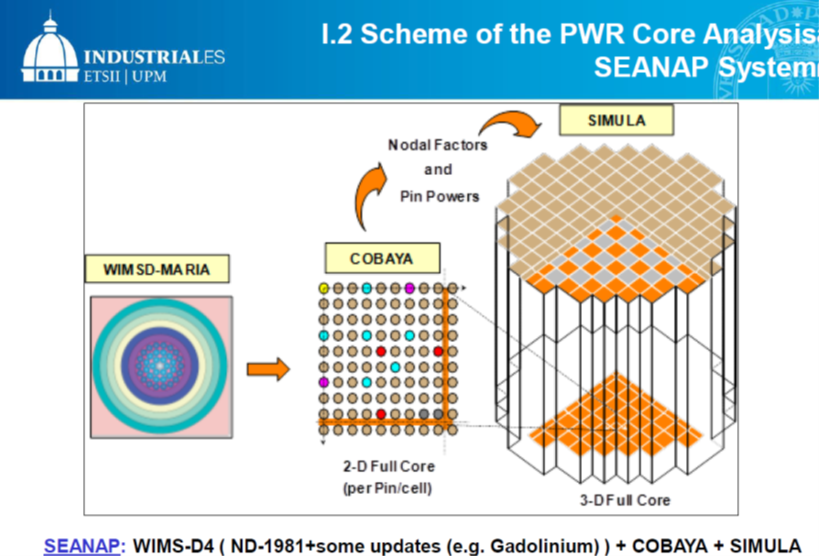 INDUSTRIALES
ETSII | UPM
I.2 Scheme of the PWR Core Analysis
SEANAP System
SIMULA
Nodal Factors
and
Pin Powers
COBAYA
WIMSD-MARIA
2-D Full Core
(per Pin/cell)
3-D Full Core
SEANAP: WIMS-D4 ( ND-1981+some updates (e.g. Gadolinium) ) + COBAYA + SIMULA